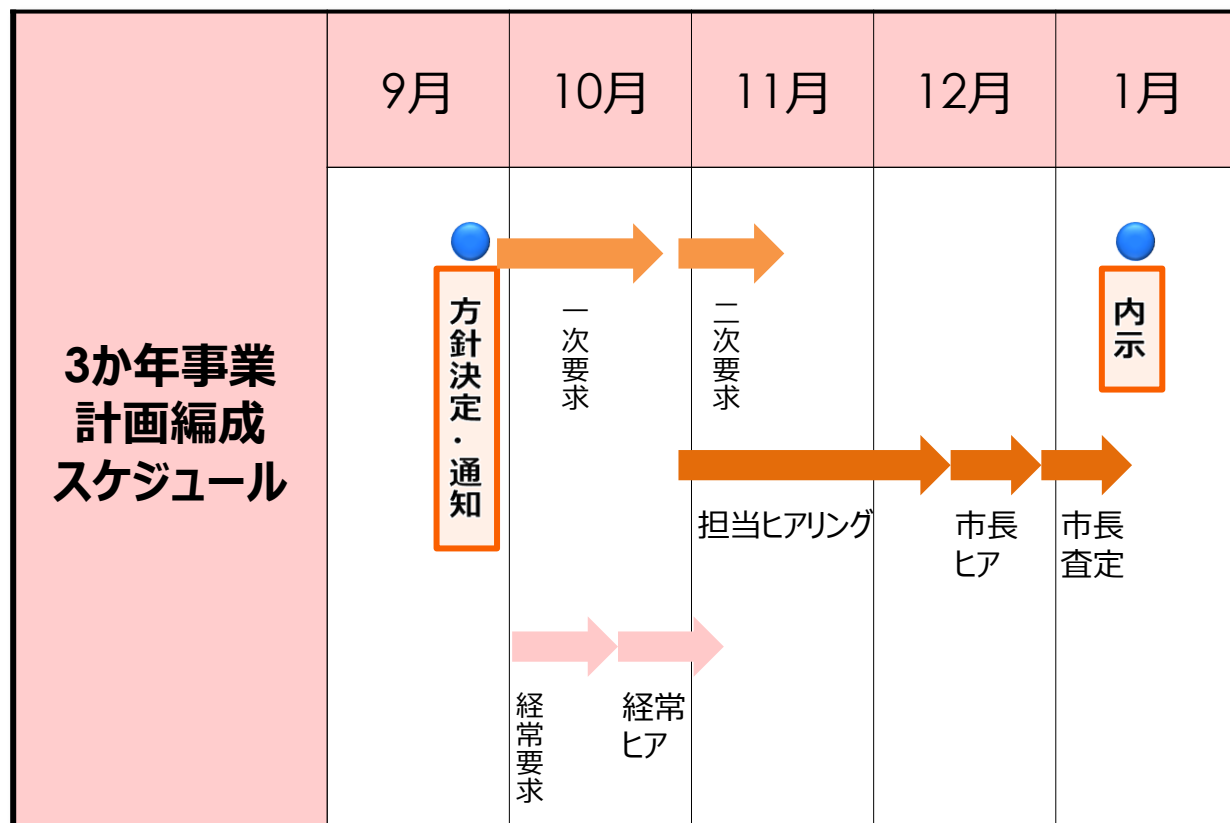 9月
10月
11月
12月
1月
3か年事業
計画編成
スケジュール
方針決定・通知
一次要求
二次要求
内示
担当ヒアリング
市長
ヒア
市長
査定
経常要求
経常
ヒア